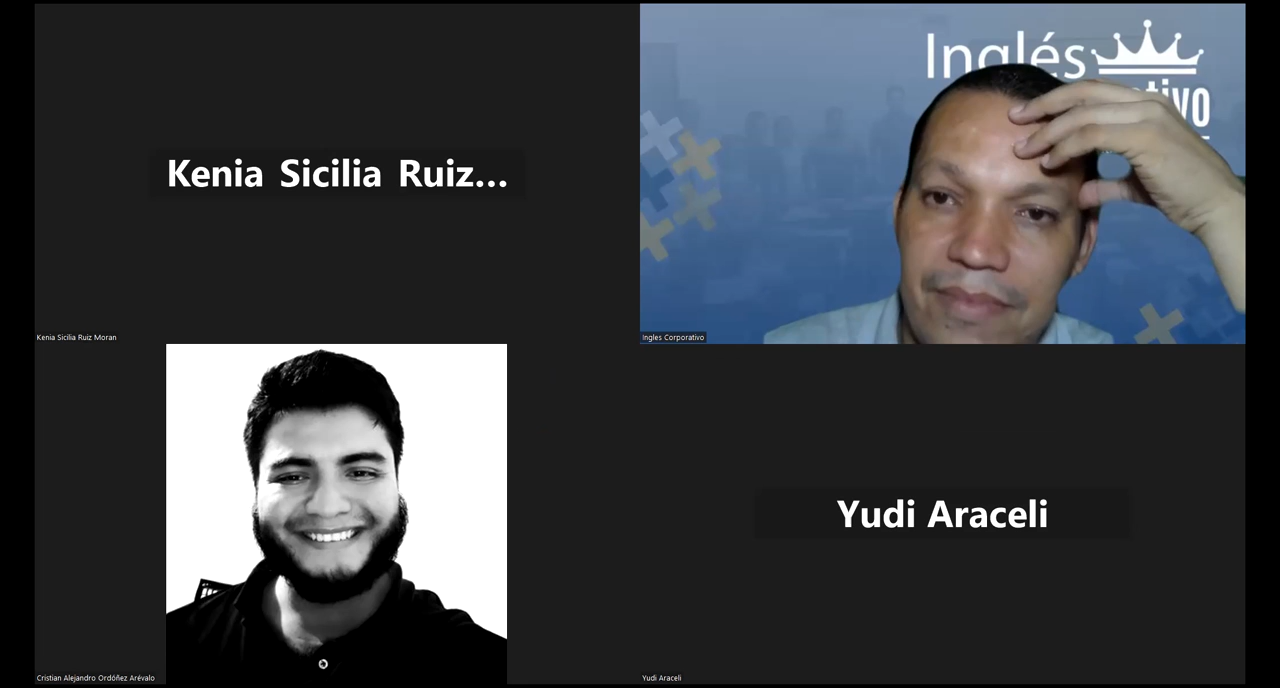 Kenia Sicilia Ruiz...
Kenia Sicilia Ruiz Moran
Inglés
Ingles Corporativo
Cristian Alejandro Ordóñez Arévalo
Yudi Araceli
Yudi Araceli